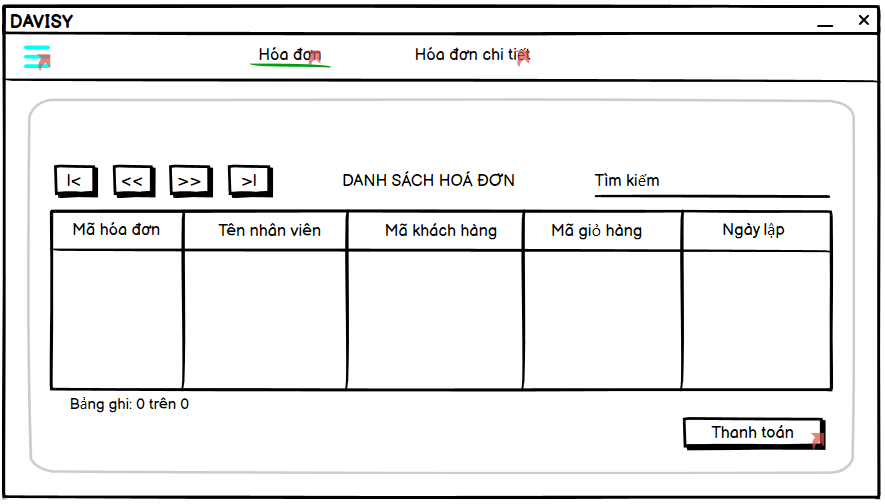 DAVISY
Hóa đơn Hóa đơn chi tiết
|< << >> >| DANH SÁCH HOÁ ĐƠN Tìm kiếm
Mã hóa đơn Tên nhân viên Mã khách hàng Mã giỏ hàng Ngày lập
Bảng ghi: 0 trên 0
Thanh toán